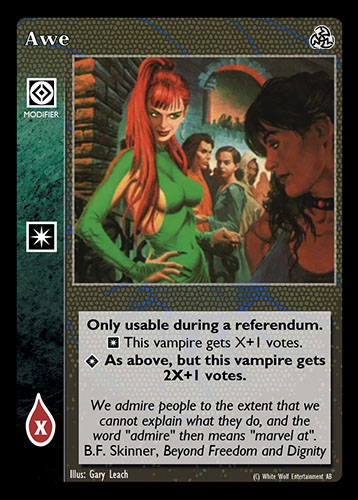 Awe
MODIFIER
Only usable during a referendum.
This vampire gets X+1 votes.
As above, but this vampire gets
2X+1 votes.
We admire people to the extent that we
cannot explain what they do, and the
word "admire" then means "marvel at".
B.F. Skinner, Beyond Freedom and Dignity
X
Illus: Gary Leach
(C) White Wolf Entertainment AB